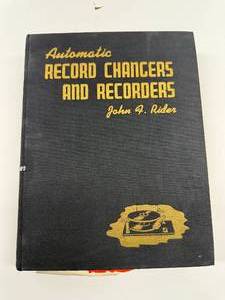 Automatic
RECORD CHANGERS
AND RECORDERS
John F. Rider